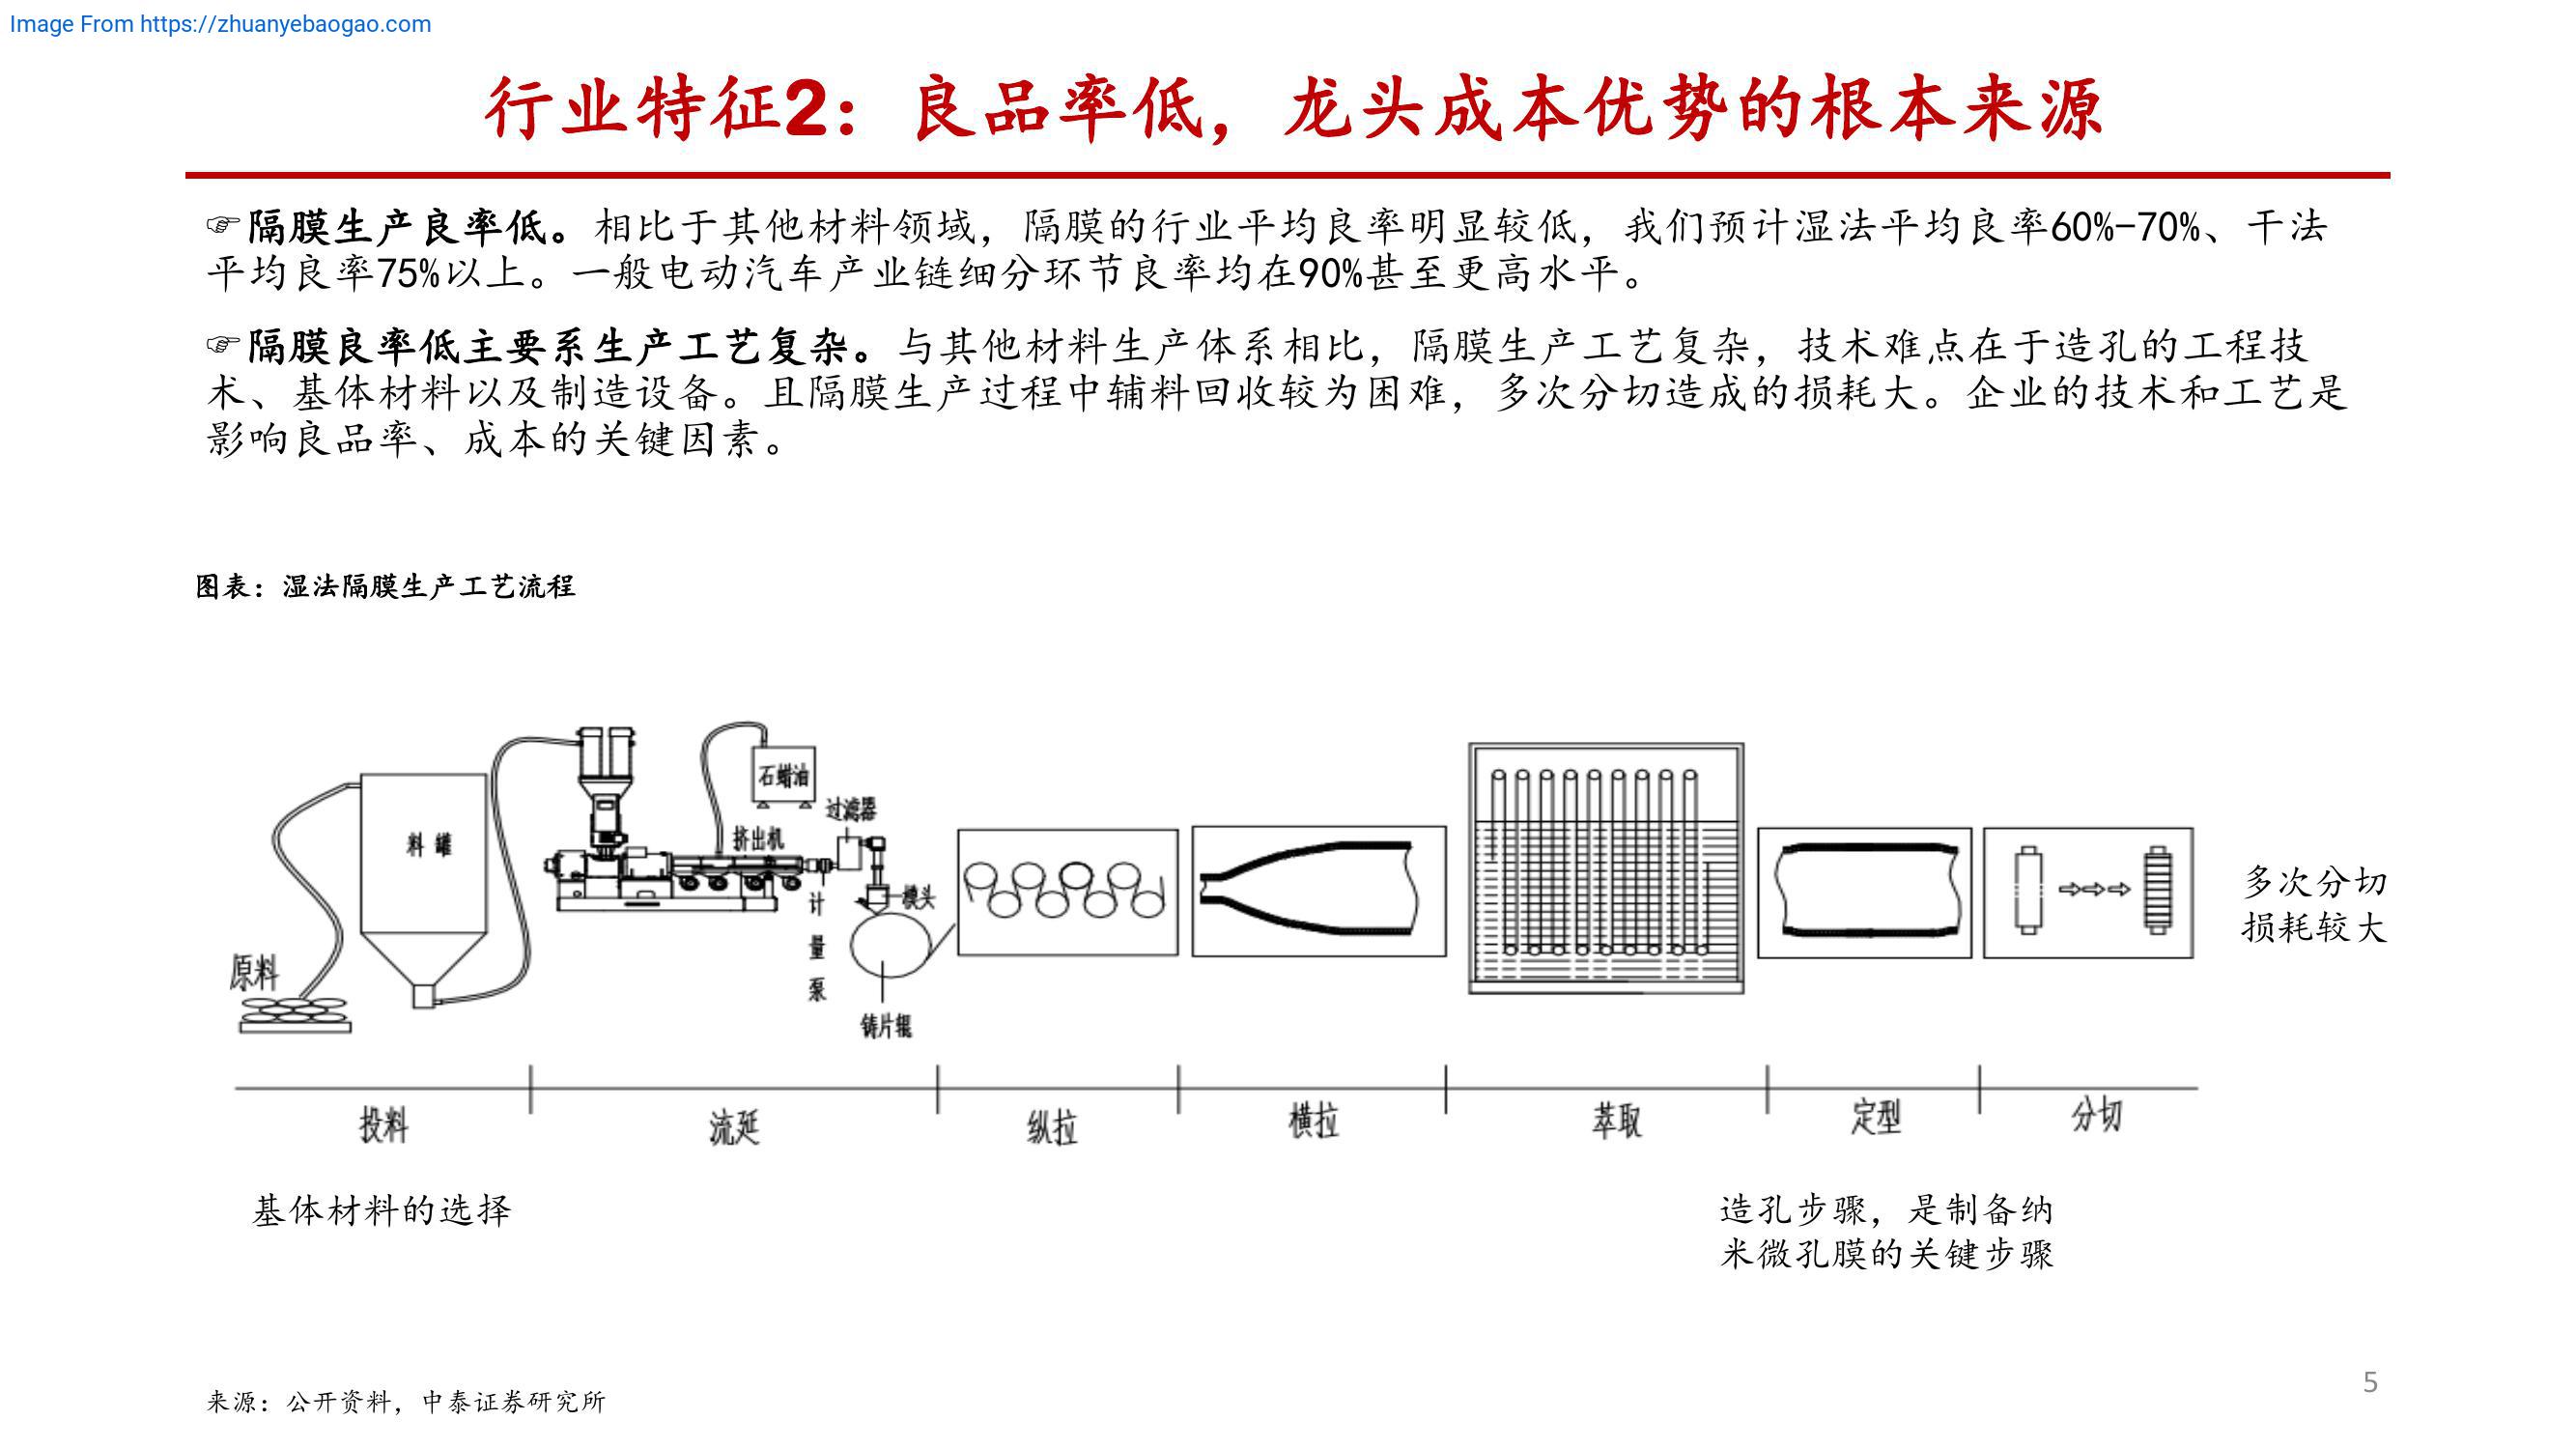 Image From https://zhuanyebaogao.com
行业特征2：良品率低，龙头成本优势的根本来源
☞隔膜生产良率低。相比于其他材料领域，隔膜的行业平均良率明显较低，我们预计湿法平均良率60%-70%、干法
平均良率75%以上。一般电动汽车产业链细分环节良率均在90%甚至更高水平。
☞隔膜良率低主要系生产工艺复杂。与其他材料生产体系相比，隔膜生产工艺复杂，技术难点在于造孔的工程技
术、基体材料以及制造设备。且隔膜生产过程中辅料回收较为困难，多次分切造成的损耗大。企业的技术和工艺是
影响良品率、成本的关键因素。
图表：湿法隔膜生产工艺流程
原料
料罐
石蜡油
挤出机
过滤器
计量泵
模头
铸片辊
多次分切
损耗较大
投料
流延
纵拉
横拉
萃取
定型
分切
基体材料的选择
造孔步骤，是制备纳
米微孔膜的关键步骤
来源：公开资料，中泰证券研究所
5